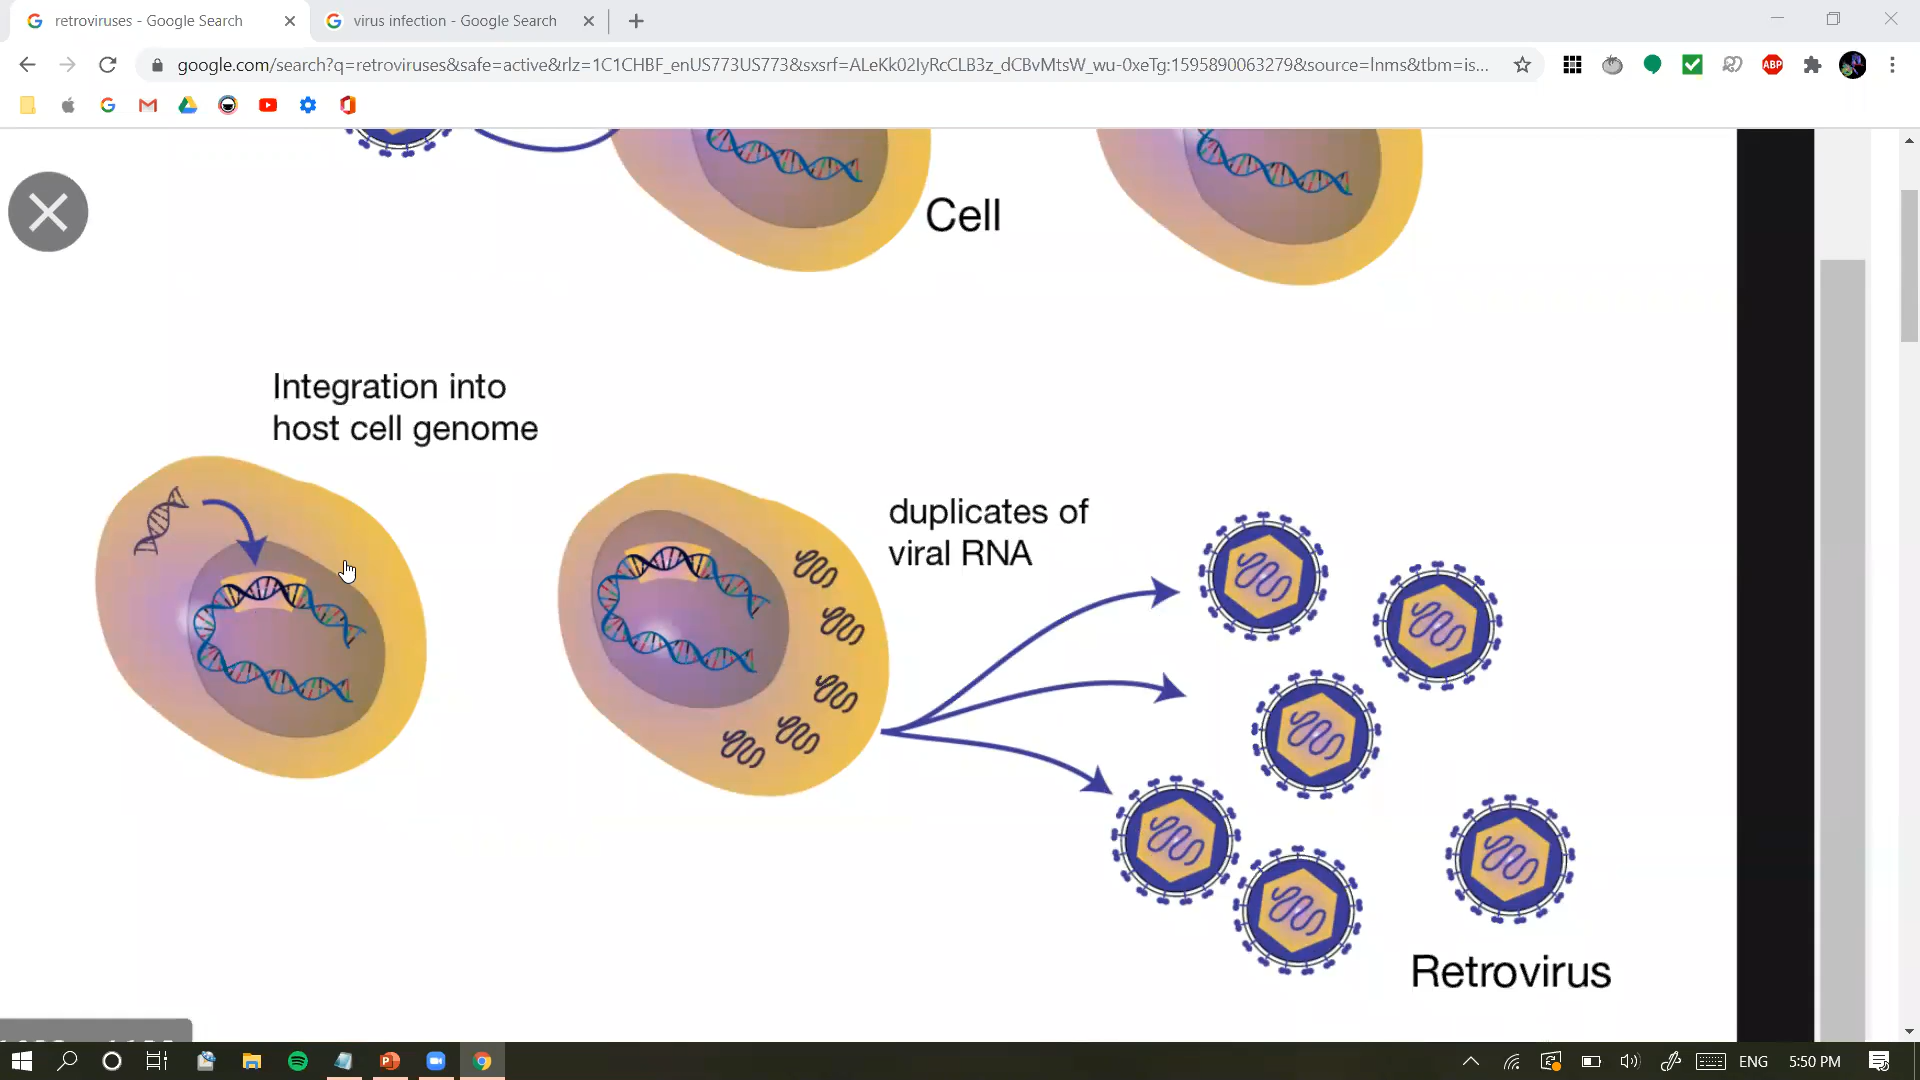 retroviruses - Google Search
virus infection - Google Search
google.com/search?q=retroviruses&safe=active&rlz=1C1CHBF_enUS773US773&sxsrf=ALeKk02IyRcCLB3z_dCBvMtsW_wu-0xeTg:1595890063279&source=lnms&tbm=is...
ABP
Cell
Integration into
host cell genome
duplicates of
viral RNA
Retrovirus
ENG
5:50 PM